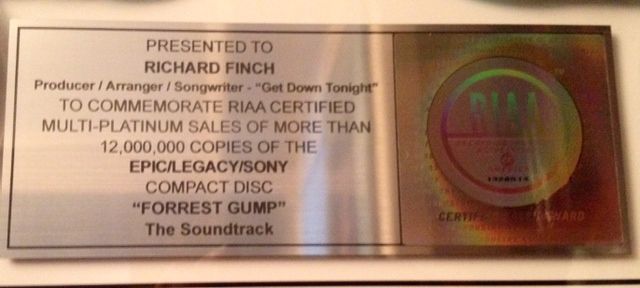 PRESENTED TO
RICHARD FINCH
Producer / Arranger / Songwriter - "Get Down Tonight"
TO COMMEMORATE RIAA CERTIFIED
MULTI-PLATINUM SALES OF MORE THAN
12,000,000 COPIES OF THE
EPIC/LEGACY/SONY
COMPACT DISC
"FORREST GUMP"
The Soundtrack
RIAA
AWARD